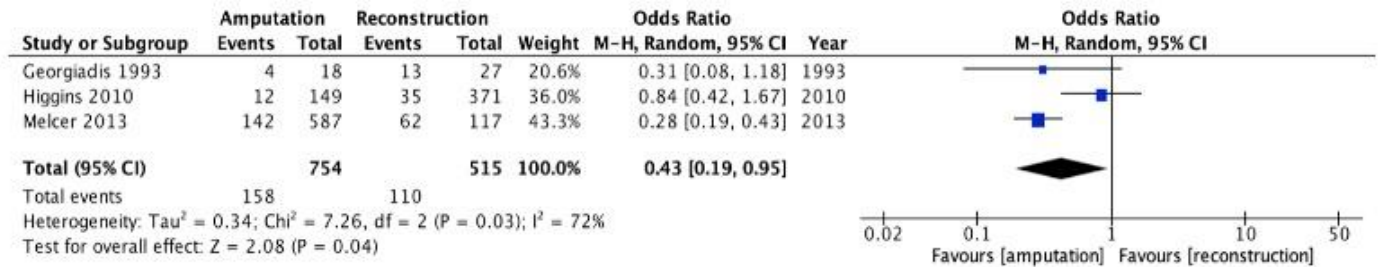 Amputation Reconstruction Odds Ratio Odds Ratio
Study or Subgroup Events Total Events Total Weight M-H, Random, 95% CI Year M-H, Random, 95% CI
Georgiadis 1993 4 18 13 27 20.6% 0.31 [0.08, 1.18] 1993
Higgins 2010 12 149 35 371 36.0% 0.84 [0.42, 1.67] 2010
Melcer 2013 142 587 62 117 43.3% 0.28 [0.19, 0.43] 2013
Total (95% CI) 754 515 100.0% 0.43 [0.19, 0.95]
Total events 158 110
Heterogeneity: Tau² = 0.34; Chi² = 7.26, df = 2 (P = 0.03); I² = 72%
Test for overall effect: Z = 2.08 (P = 0.04)
0.02 0.1 1 10 50
Favours [amputation] Favours [reconstruction]